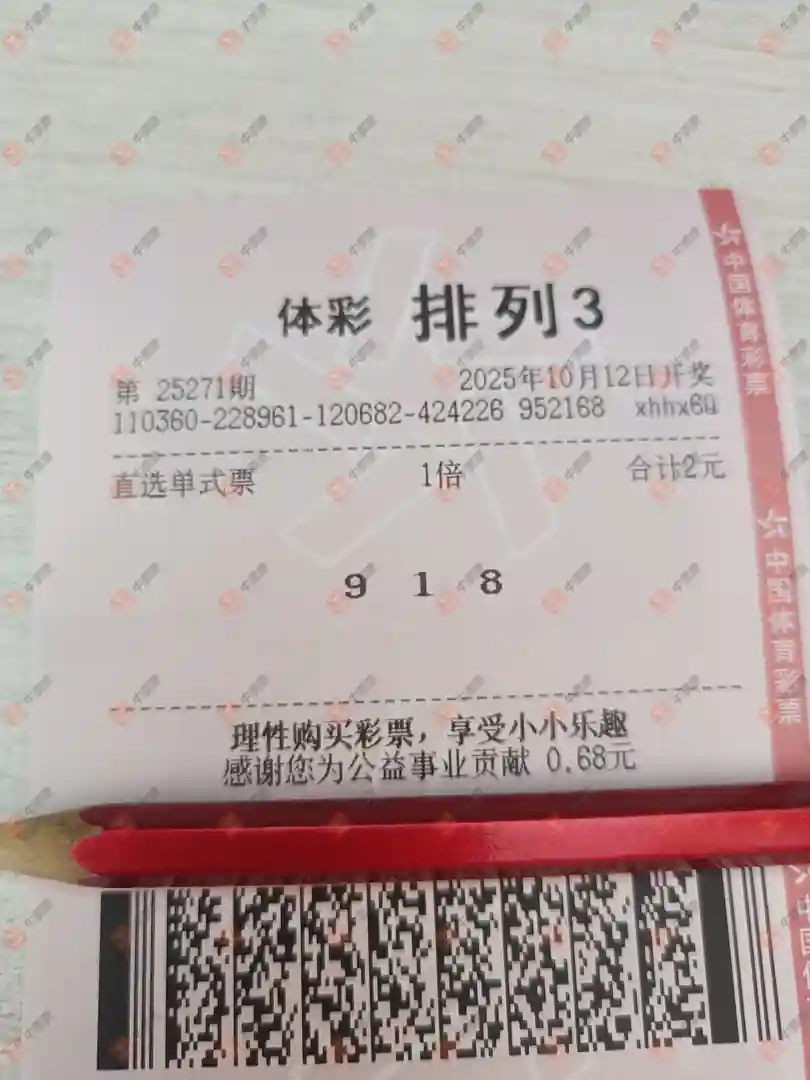 体彩 排列3
第 25271期 2025年10月12日开奖
110360-228961-120682-424226 952168 xhhx6Q
直选单式票 1倍 合计2元
9 1 8
理性购买彩票，享受小小乐趣
感谢您为公益事业贡献 0.68元
中国体育彩票
中国体育彩票
中国体